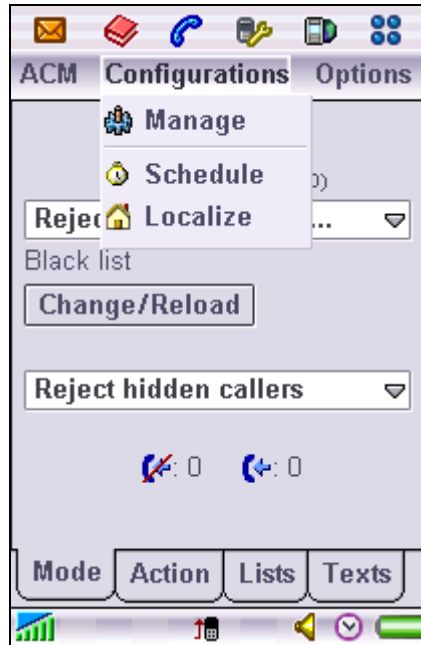 ACM Configurations Options
Manage
Schedule
0)
Localize
...
Black list
Change/Reload
Reject hidden callers
: 0 : 0
Mode Action Lists Texts